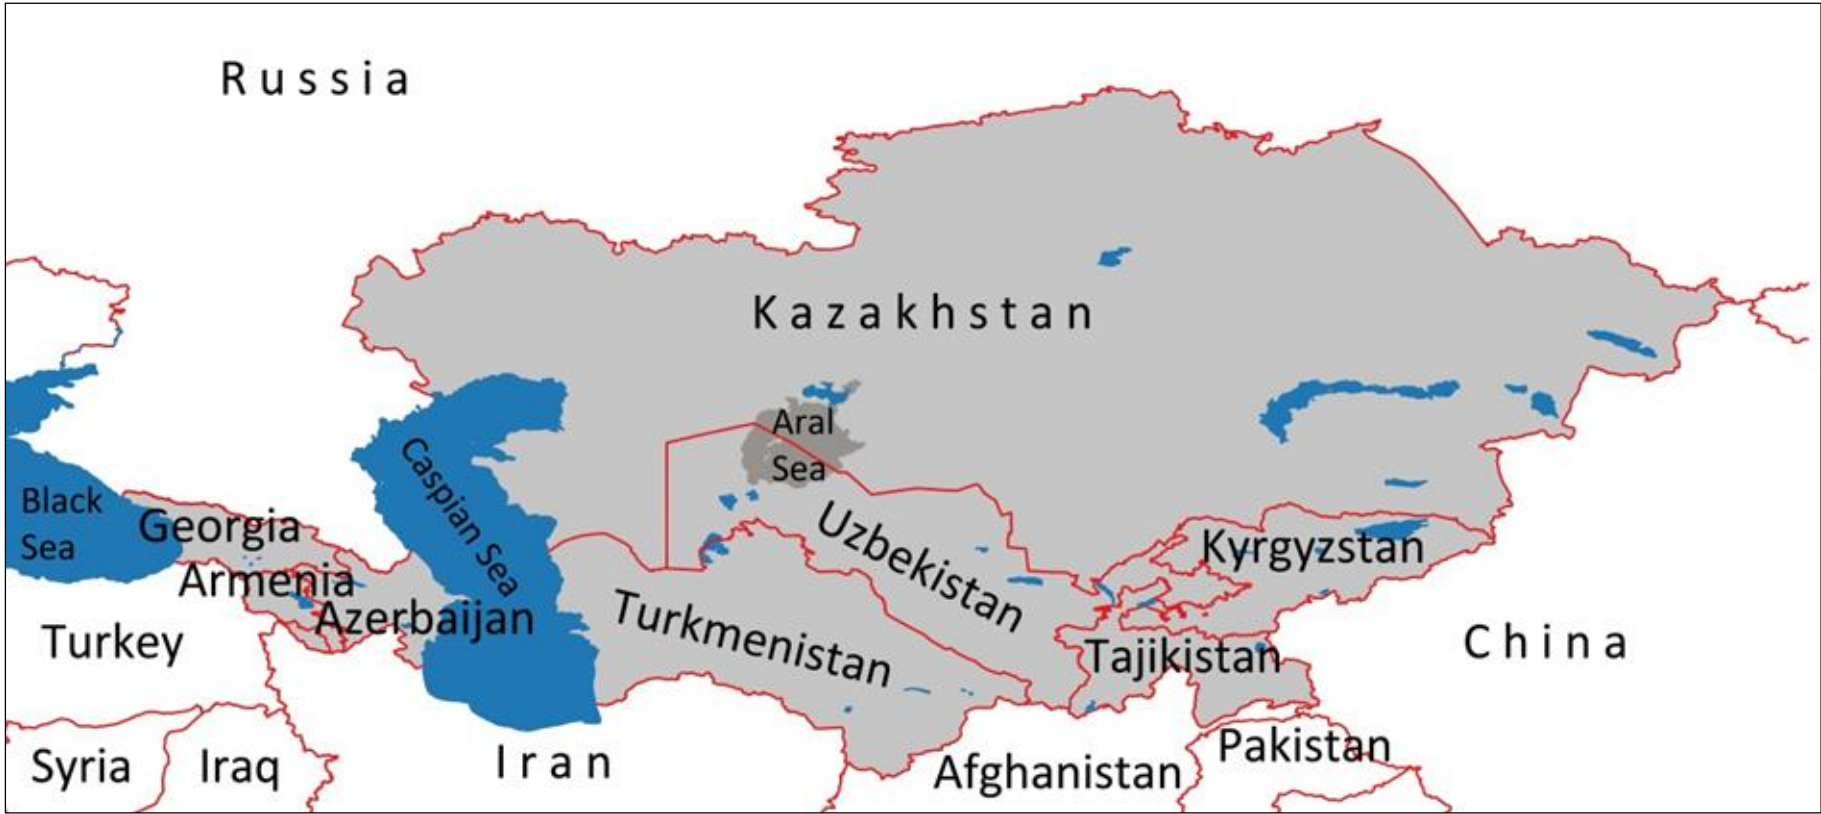 Russia
Kazakhstan
Aral
Sea
Caspian Sea
Black
Sea
Georgia
Uzbekistan
Kyrgyzstan
Armenia
Azerbaijan
Turkmenistan
Tajikistan
China
Turkey
Syria
Iraq
Iran
Afghanistan
Pakistan